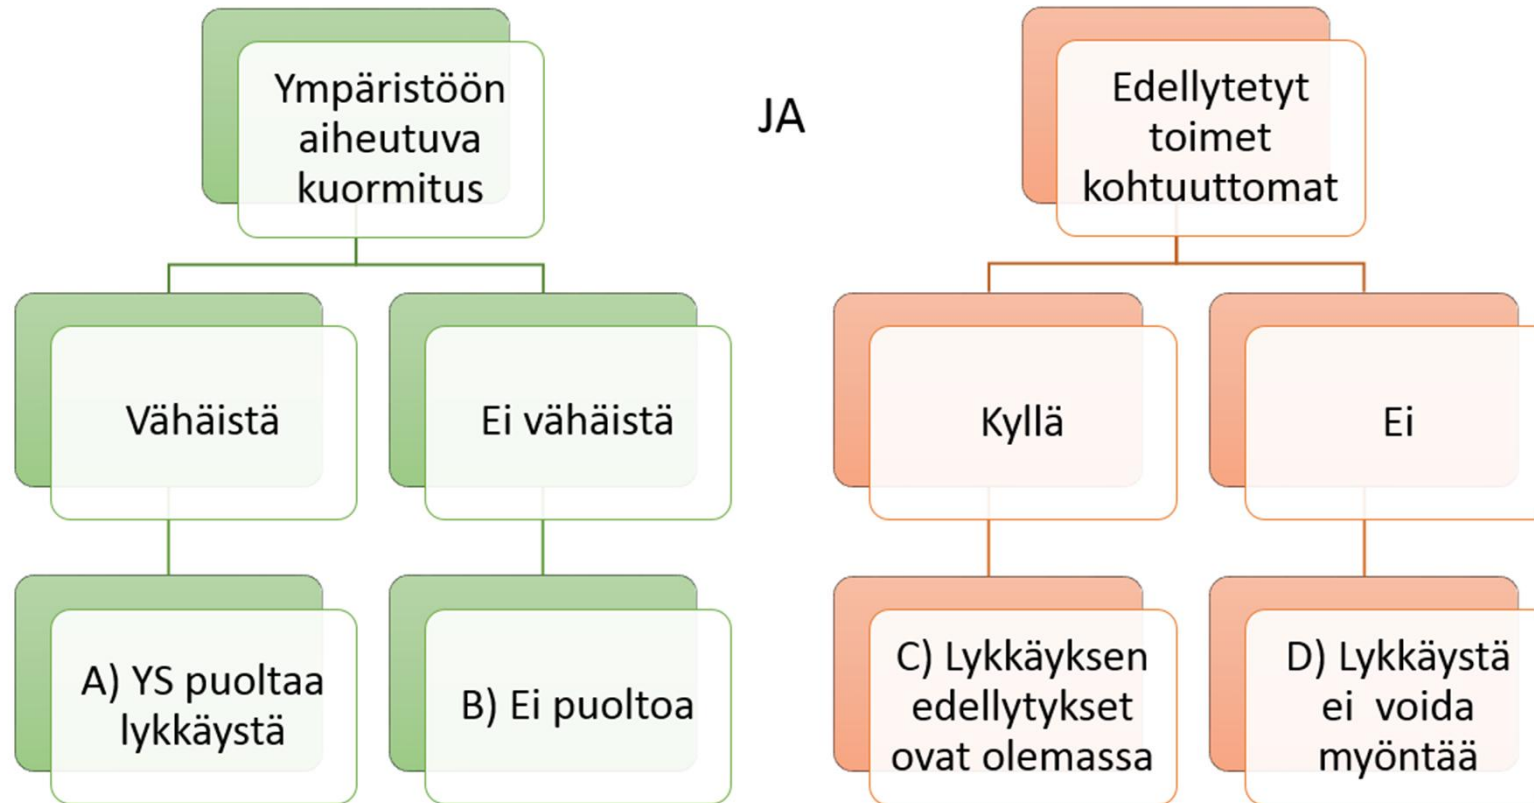 Ympäristöön
aiheutuva
kuormitus
JA
Edellytetyt
toimet
kohtuuttomat
Vähäistä
Ei vähäistä
Kyllä
Ei
A) YS puoltaa
lykkäystä
B) Ei puoltoa
C) Lykkäyksen
edellytykset
ovat olemassa
D) Lykkäystä
ei voida
myöntää